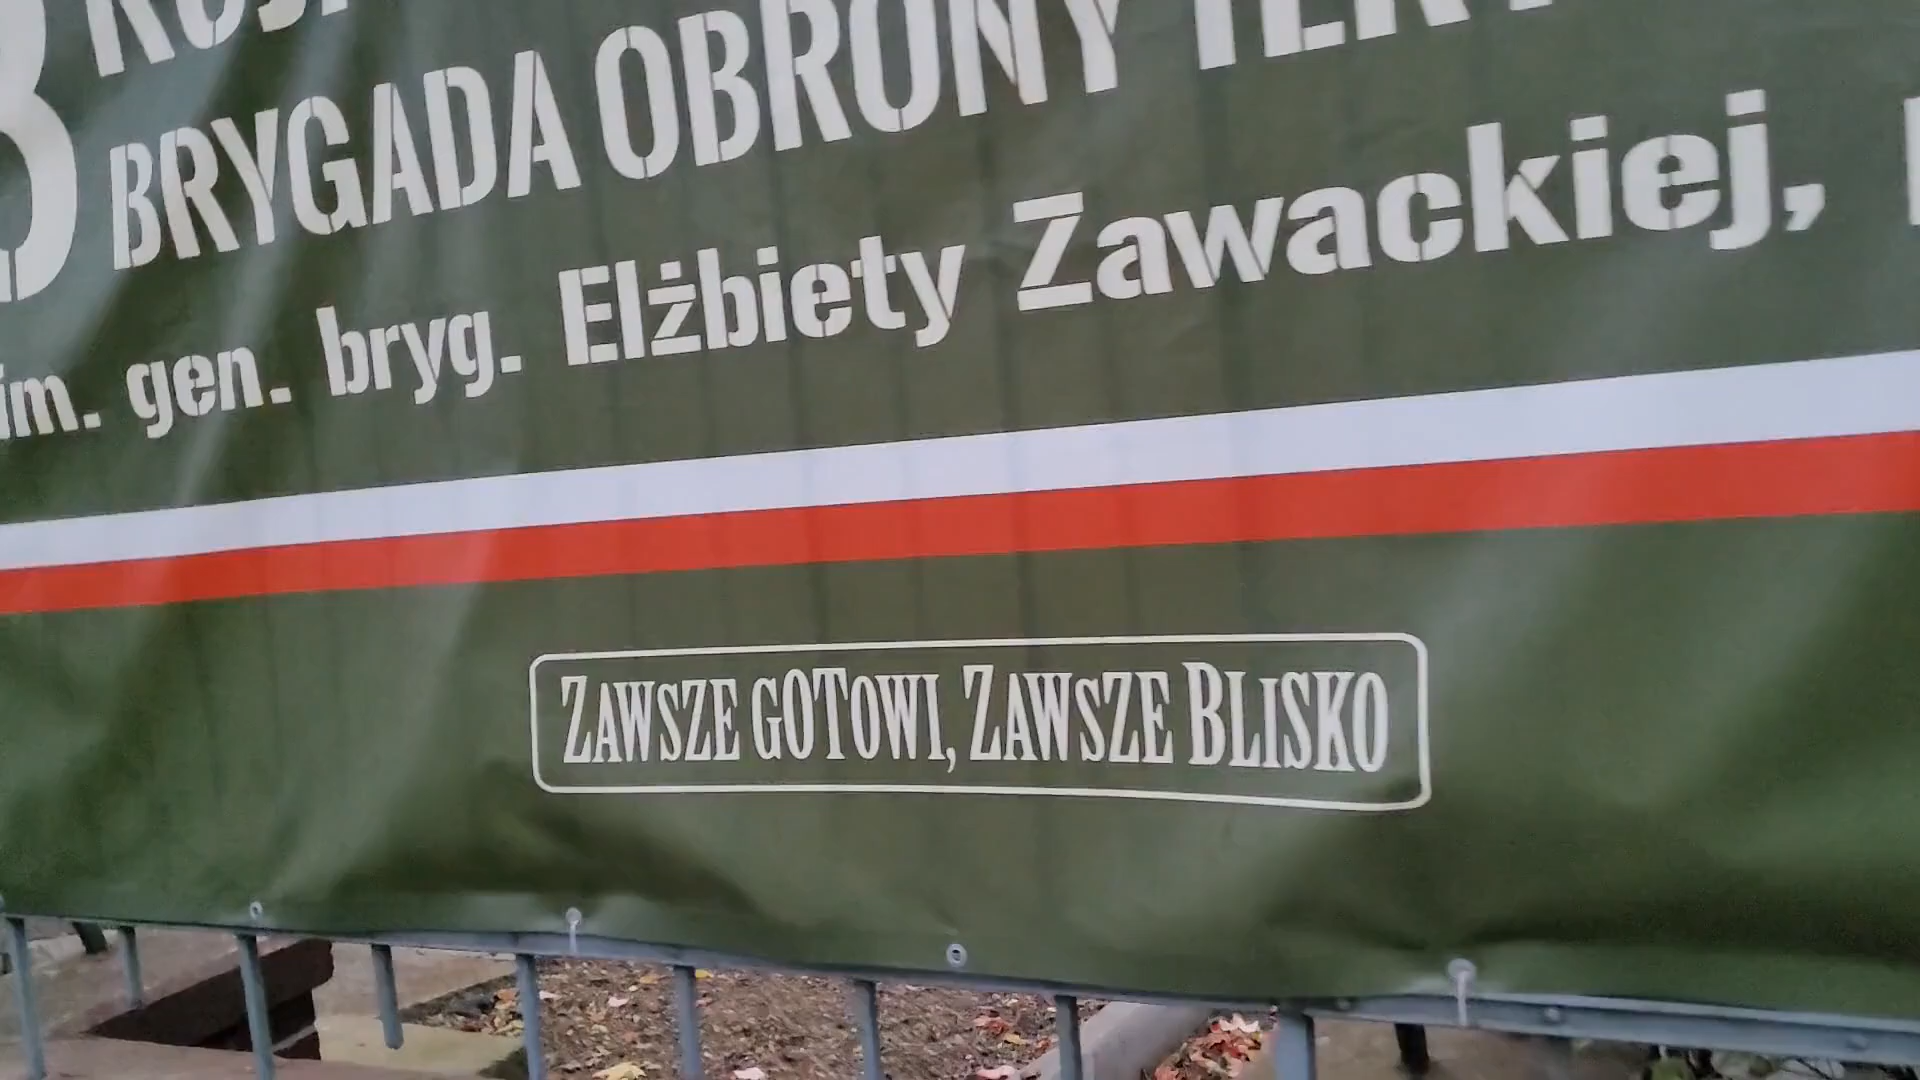 BRYGADA OBRONY
im. gen. bryg. Elżbiety Zawackiej,
ZAWSZE GOTOWI, ZAWSZE BLISKO